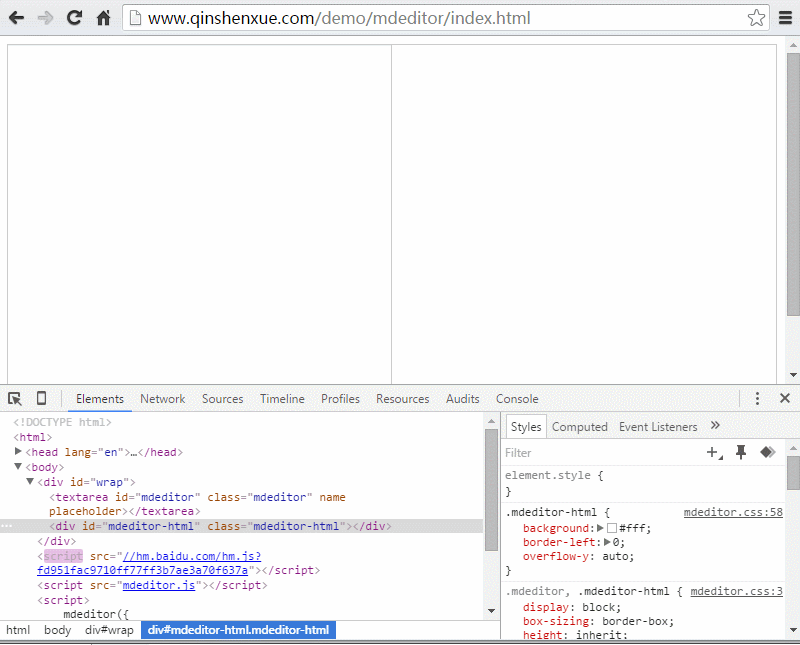 www.qinshenxue.com/demo/mdeditor/index.html
Elements Network Sources Timeline Profiles Resources Audits Console
<!DOCTYPE html>
<html>
<head lang="en">…</head>
<body>
<div id="wrap">
<textarea id="mdeditor" class="mdeditor" name
placeholder></textarea>
<div id="mdeditor-html" class="mdeditor-html"></div>
</div>
<script src="//hm.baidu.com/hm.js?
fd951fac9710ff77ff3b7ae3a70f637a"></script>
<script src="mdeditor.js"></script>
<script>
mdeditor({
html body div#wrap div#mdeditor-html.mdeditor-html
Styles Computed Event Listeners »
Filter
element.style {
}
.mdeditor-html { mdeditor.css:58
background: #fff;
border-left: 0;
overflow-y: auto;
}
.mdeditor, .mdeditor-html { mdeditor.css:3
display: block;
box-sizing: border-box;
height: inherit;